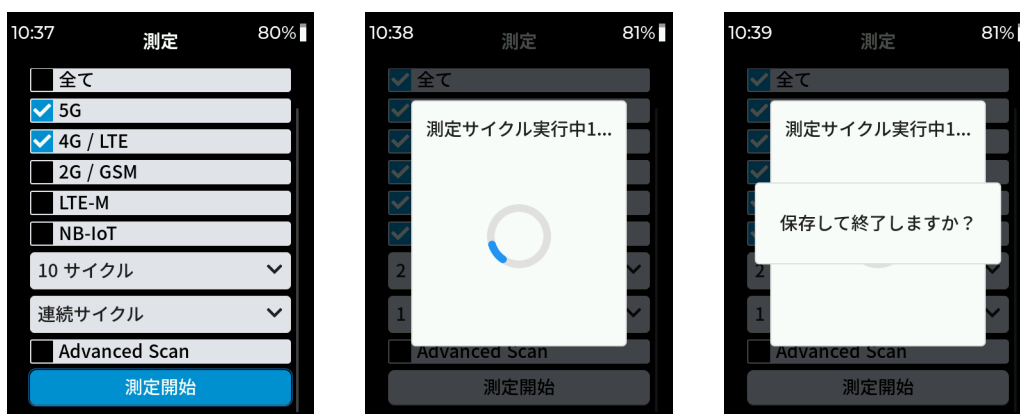 10:37
測定
80%
全て
5G
4G / LTE
2G / GSM
LTE-M
NB-IoT
10 サイクル
連続サイクル
Advanced Scan
測定開始
10:38
測定
81%
全て
測定サイクル実行中1...
2
1
Advanced Scan
測定開始
10:39
測定
81%
全て
測定サイクル実行中1...
保存して終了しますか？
2
1
Advanced Scan
測定開始